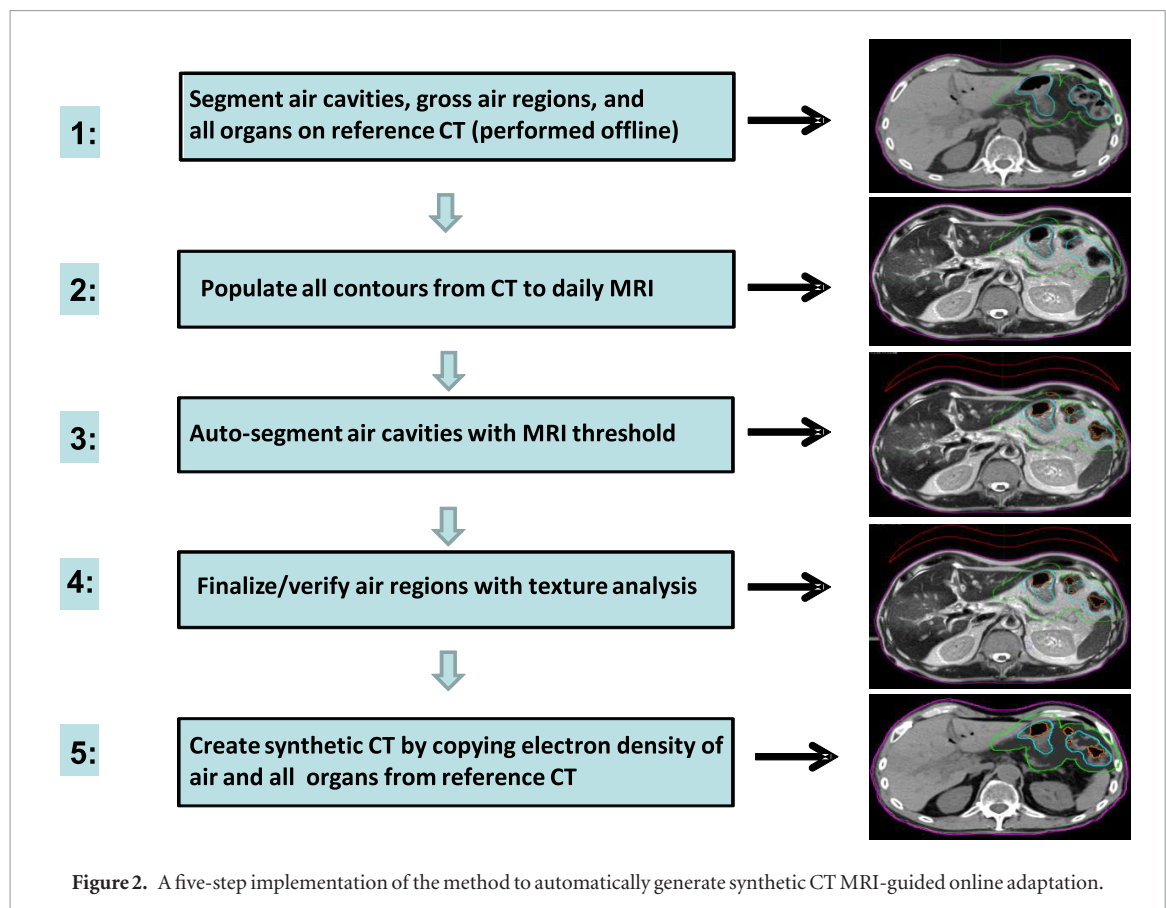 1:
Segment air cavities, gross air regions, and
all organs on reference CT (performed offline)
2:
Populate all contours from CT to daily MRI
3:
Auto-segment air cavities with MRI threshold
4:
Finalize/verify air regions with texture analysis
5:
Create synthetic CT by copying electron density of
air and all organs from reference CT
Figure 2. A five-step implementation of the method to automatically generate synthetic CT MRI-guided online adaptation.